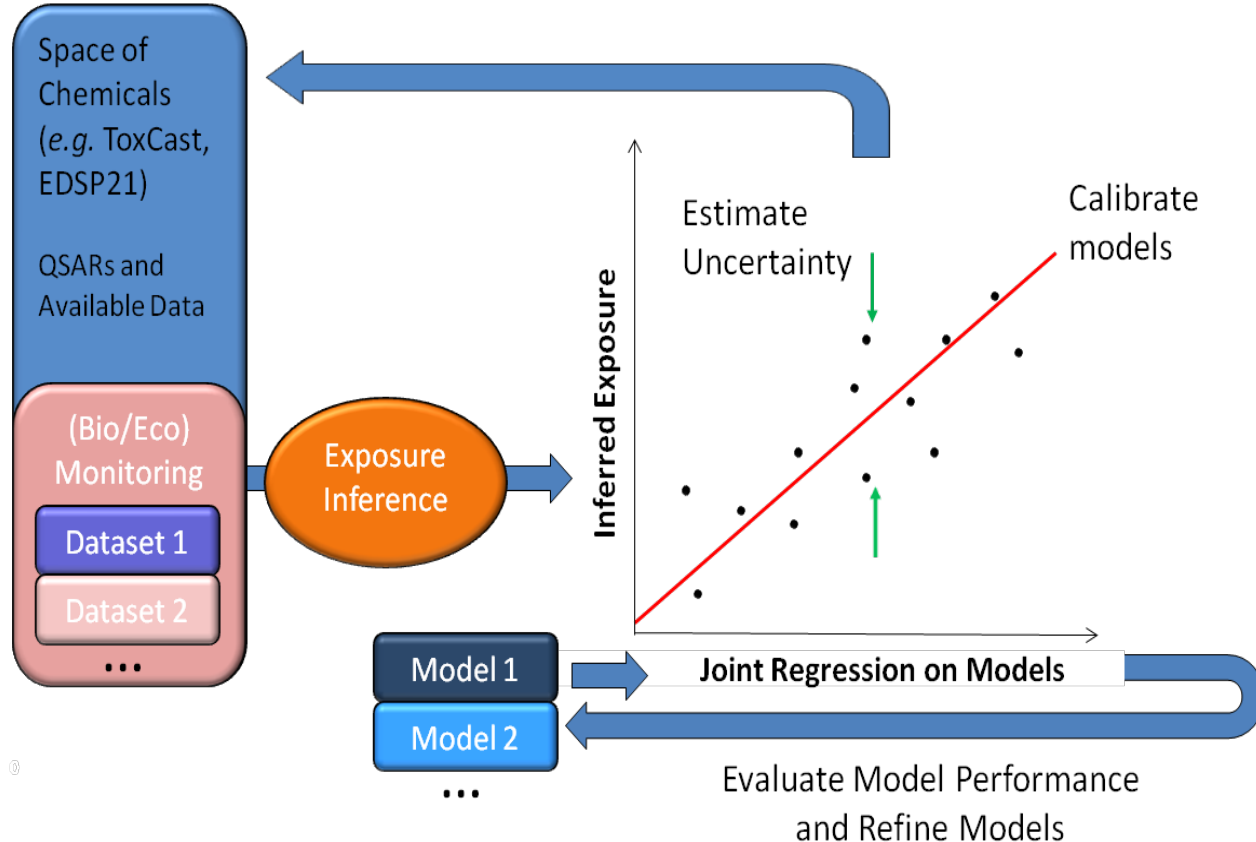 Space of
Chemicals
(e.g. ToxCast,
EDSP21)
QSARs and
Available Data
(Bio/Eco)
Monitoring
Dataset 1
Dataset 2
...
Exposure
Inference
Inferred Exposure
Estimate
Uncertainty
Calibrate
models
Model 1
Model 2
...
Joint Regression on Models
Evaluate Model Performance
and Refine Models